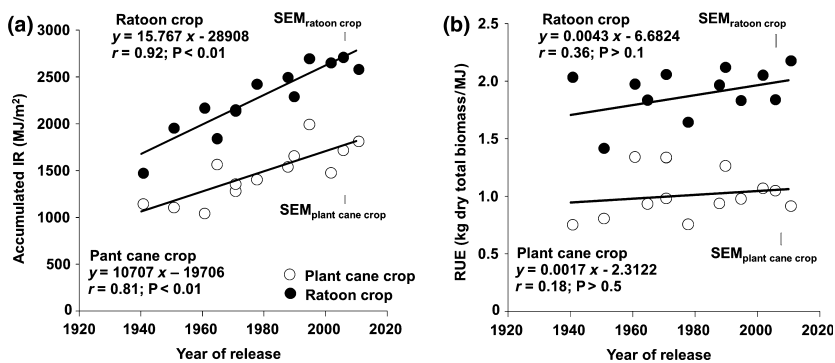 (a)
Ratoon crop
y = 15.767 x - 28908
r = 0.92; P < 0.01
SEMratoon crop
3000
2500
2000
1500
1000
500
0
Accumulated IR (MJ/m²)
SEMplant cane crop
Pant cane crop
y = 10707 x – 19706
r = 0.81; P < 0.01
Plant cane crop
Ratoon crop
1920 1940 1960 1980 2000 2020
Year of release
(b)
Ratoon crop
y = 0.0043 x - 6.6824
r = 0.36; P > 0.1
SEMratoon crop
2.5
2.0
1.5
1.0
0.5
0.0
RUE (kg dry total biomass/MJ)
SEMplant cane crop
Plant cane crop
y = 0.0017 x - 2.3122
r = 0.18; P > 0.5
1920 1940 1960 1980 2000 2020
Year of release